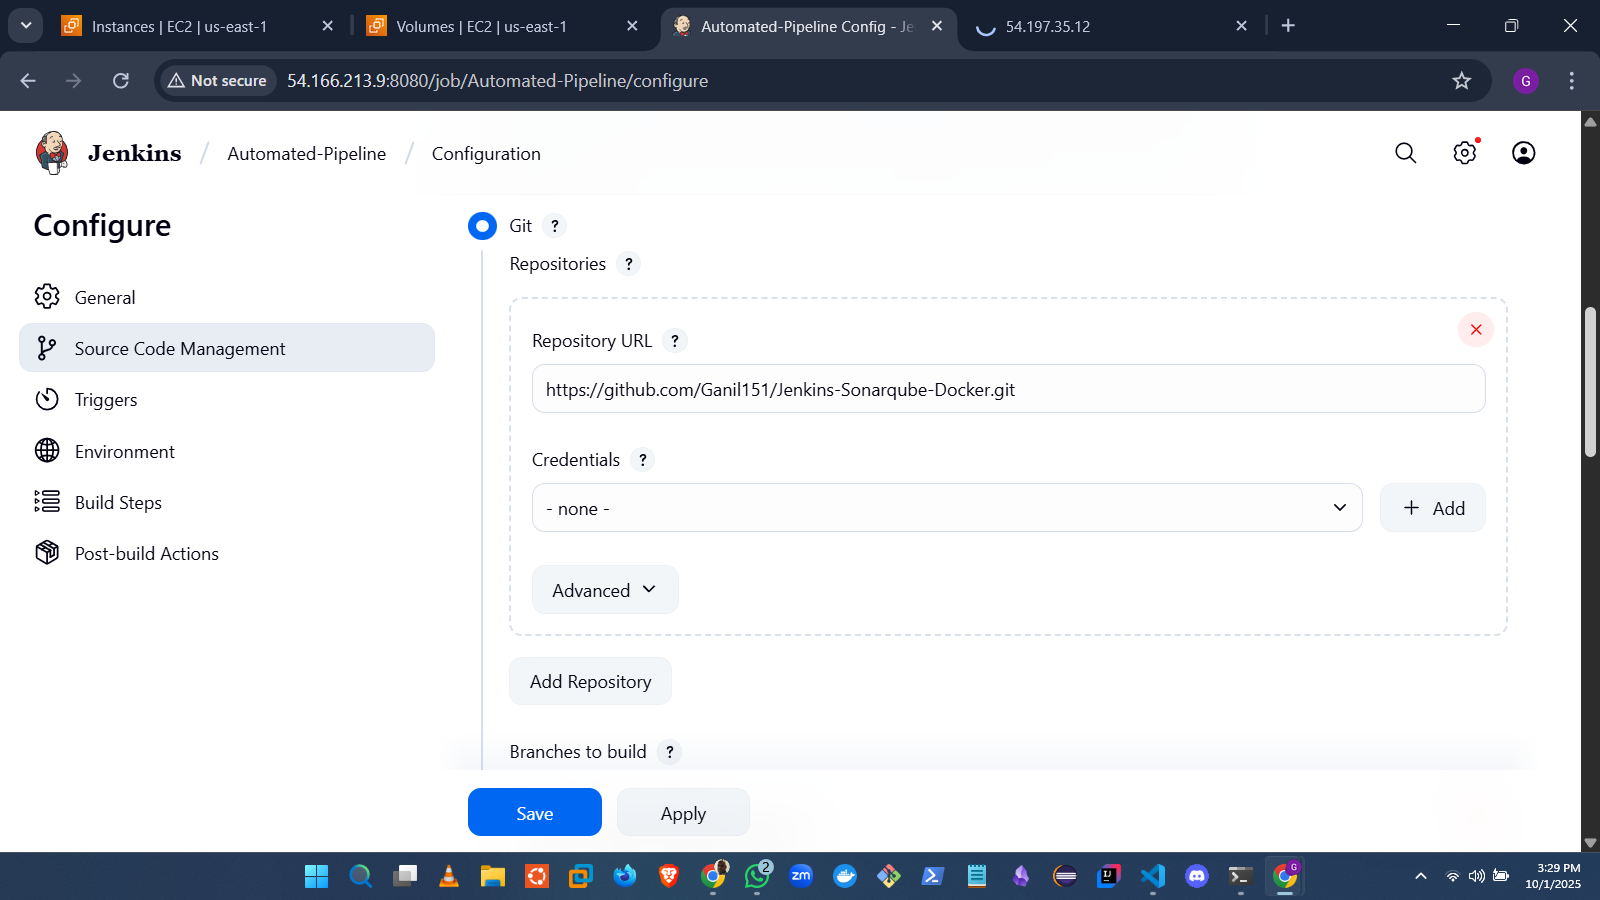 Instances | EC2 | us-east-1
Volumes | EC2 | us-east-1
Automated-Pipeline Config - Je
54.197.35.12
Not secure
54.166.213.9:8080/job/Automated-Pipeline/configure
G
Jenkins / Automated-Pipeline / Configuration
Configure
General
Source Code Management
Triggers
Environment
Build Steps
Post-build Actions
Git ?
Repositories ?
Repository URL ?
https://github.com/Ganil151/Jenkins-Sonarqube-Docker.git
Credentials ?
- none -
+ Add
Advanced
Add Repository
Branches to build ?
Save
Apply
2
zm
IJ
G
3:29 PM
10/1/2025